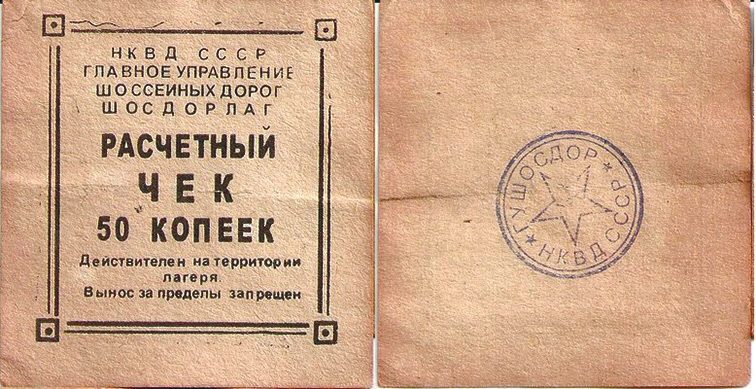 НКВД СССР
ГЛАВНОЕ УПРАВЛЕНИЕ
ШОССЕИНЫХ ДОРОГ
ШОСДОРЛАГ
РАСЧЕТНЫЙ
ЧЕК
50 КОПЕЕК
Действителен на территории
лагеря.
Вынос за пределы запрещен
★ ГУШОСДОР ★
НКВД СССР